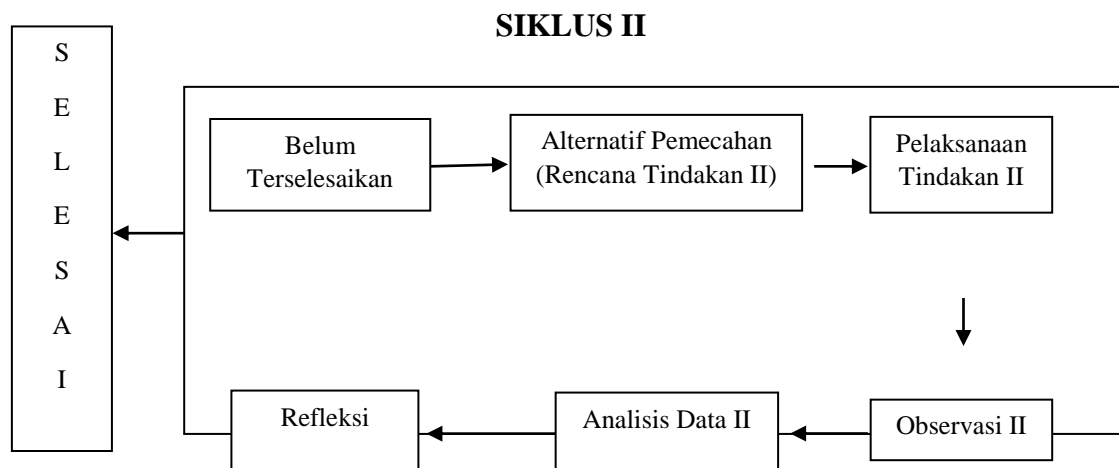 SIKLUS II
S
E
L
E
S
A
I
Belum
Terselesaikan
Alternatif Pemecahan
(Rencana Tindakan II)
Pelaksanaan
Tindakan II
Refleksi
Analisis Data II
Observasi II